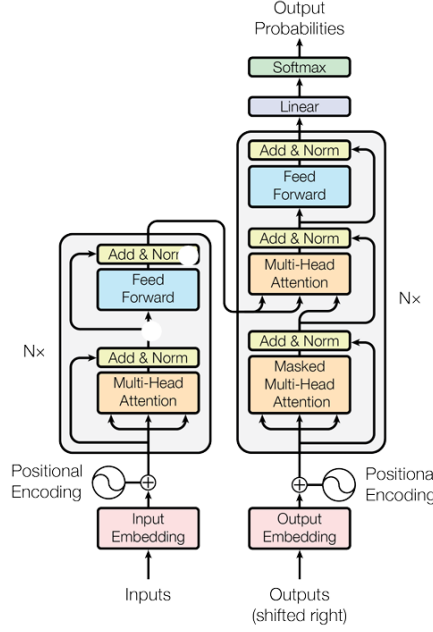 Output
Probabilities
Softmax
Linear
Add & Norm
Feed
Forward
Add & Norm
Multi-Head
Attention
Add & Norm
Masked
Multi-Head
Attention
Nx
Positional
Encoding
Output
Embedding
Outputs
(shifted right)
Add & Nor
Feed
Forward
Add & Norm
Multi-Head
Attention
Nx
Positional
Encoding
Input
Embedding
Inputs